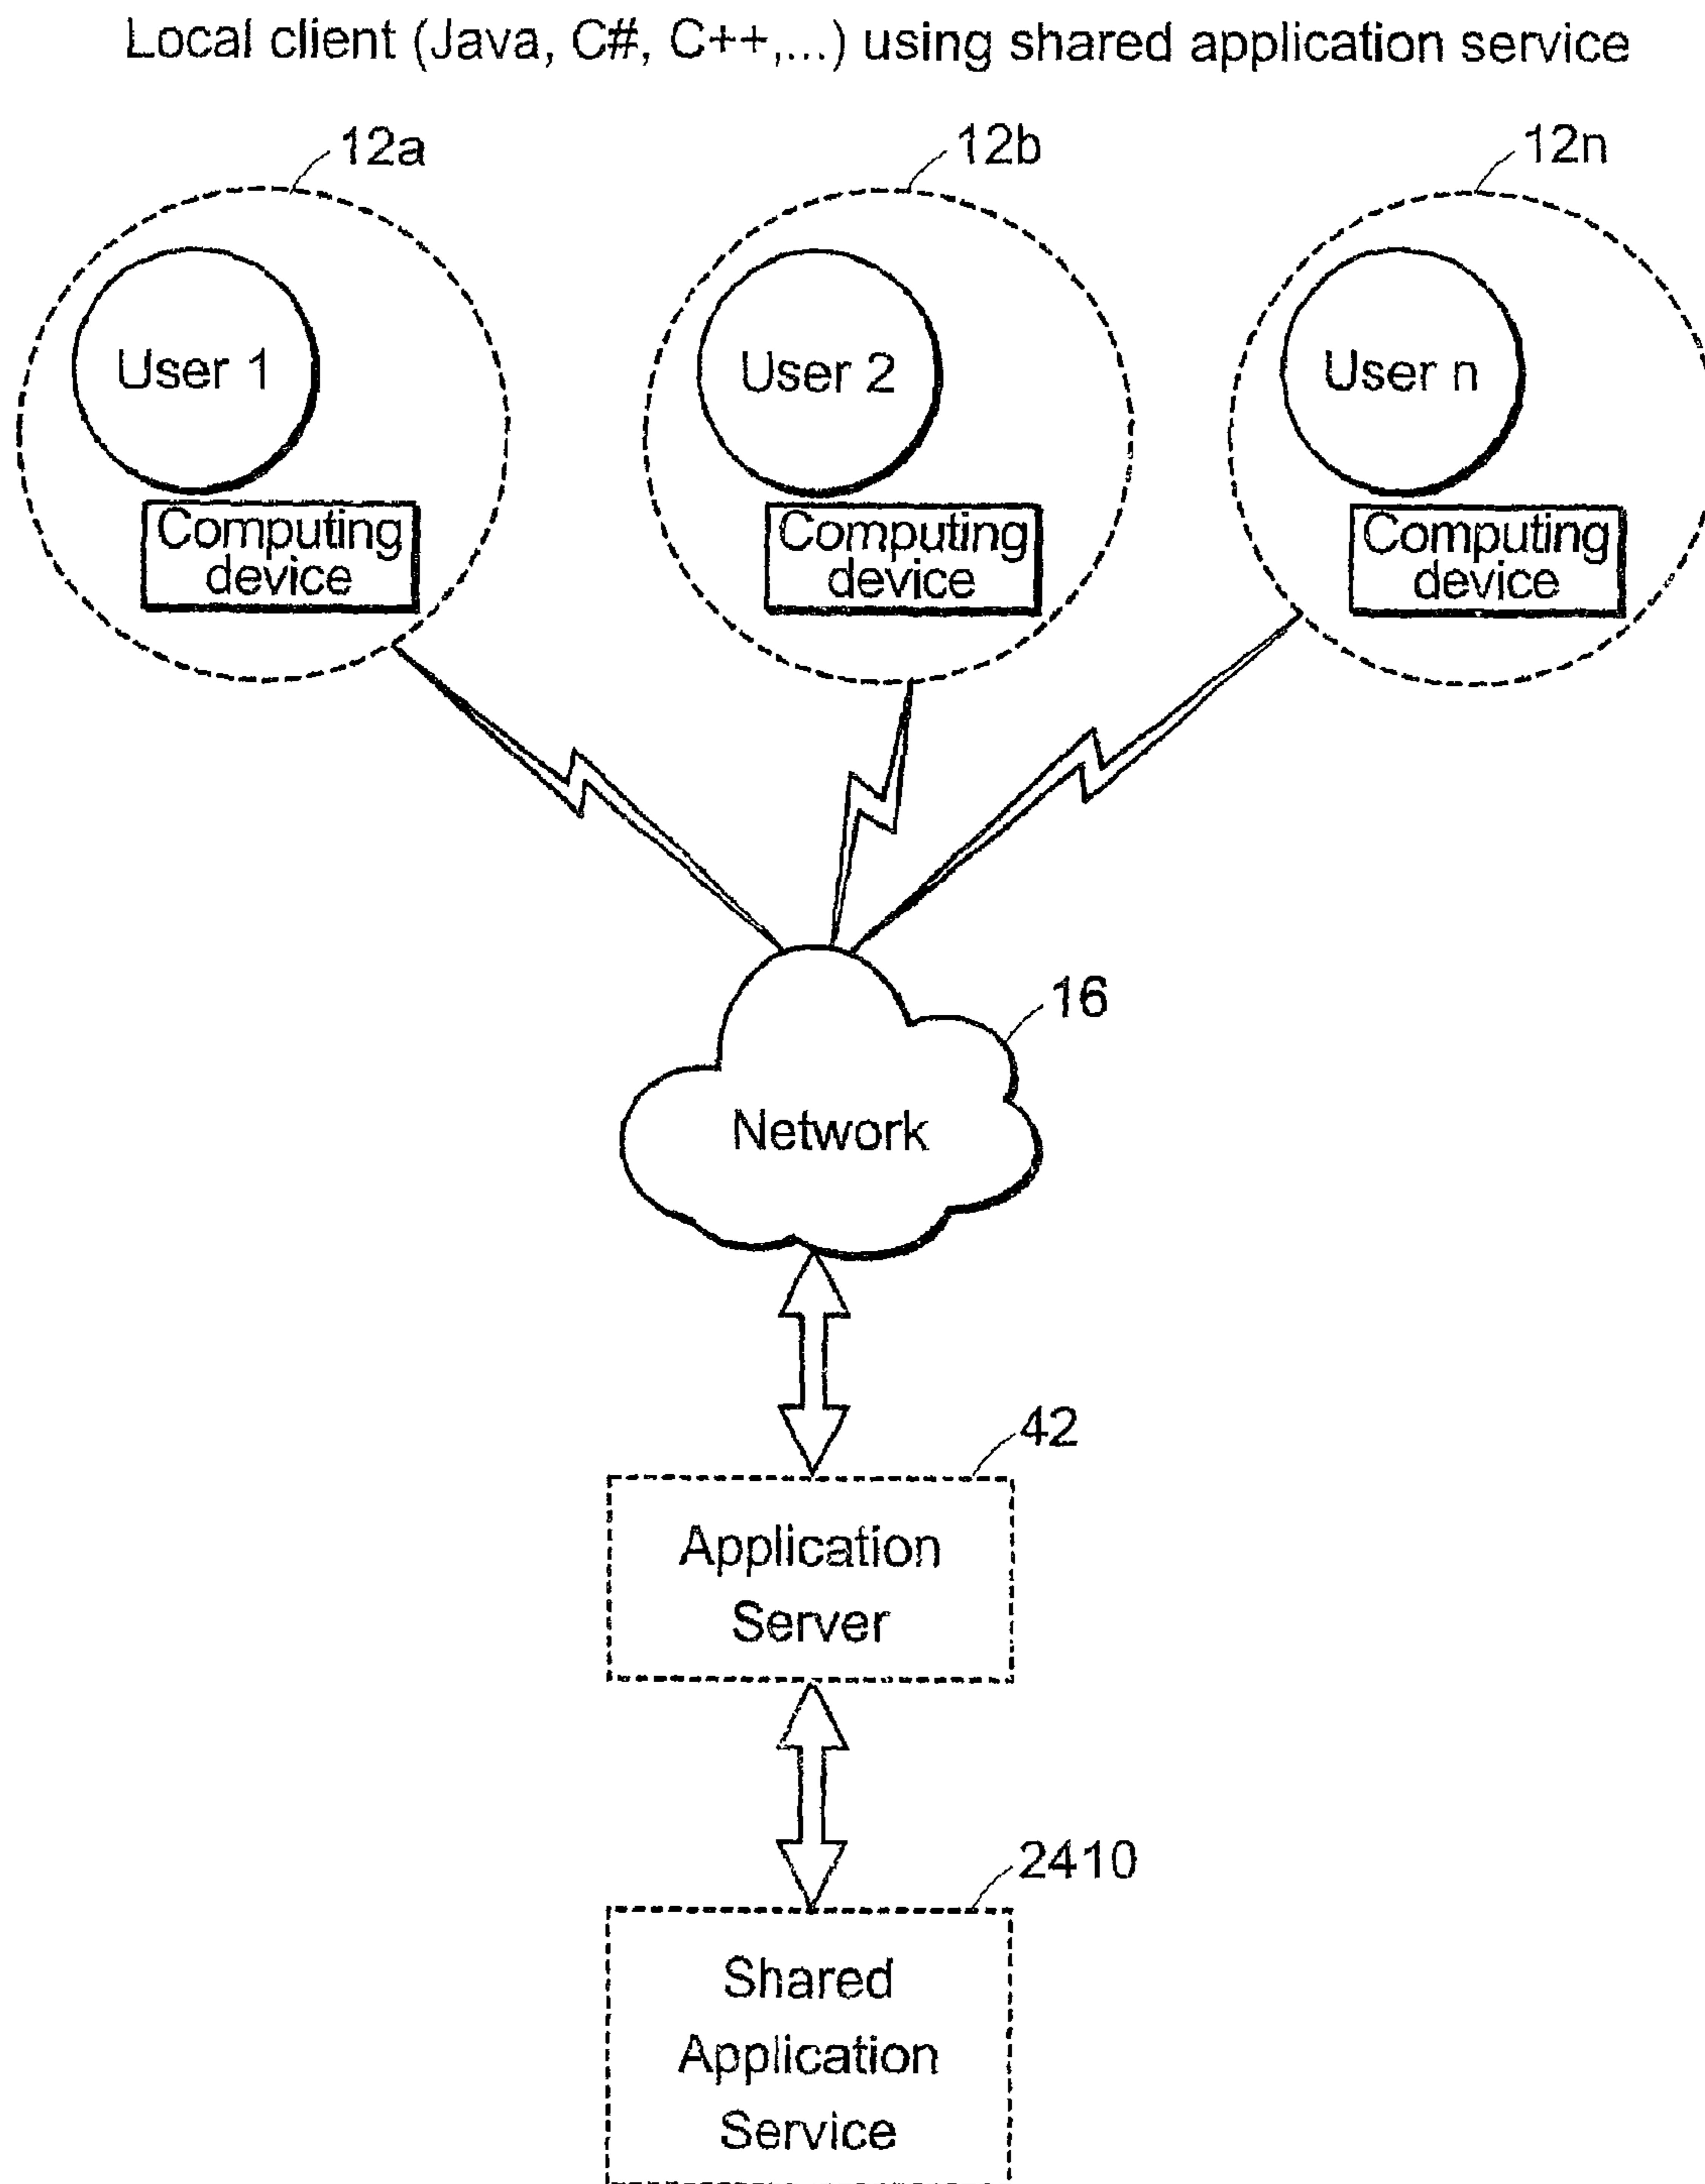 Local client (Java, C#, C++,...) using shared application service
12a
12b
12n
User 1
User 2
User n
Computing
device
Computing
device
Computing
device
16
Network
42
Application
Server
2410
Shared
Application
Service